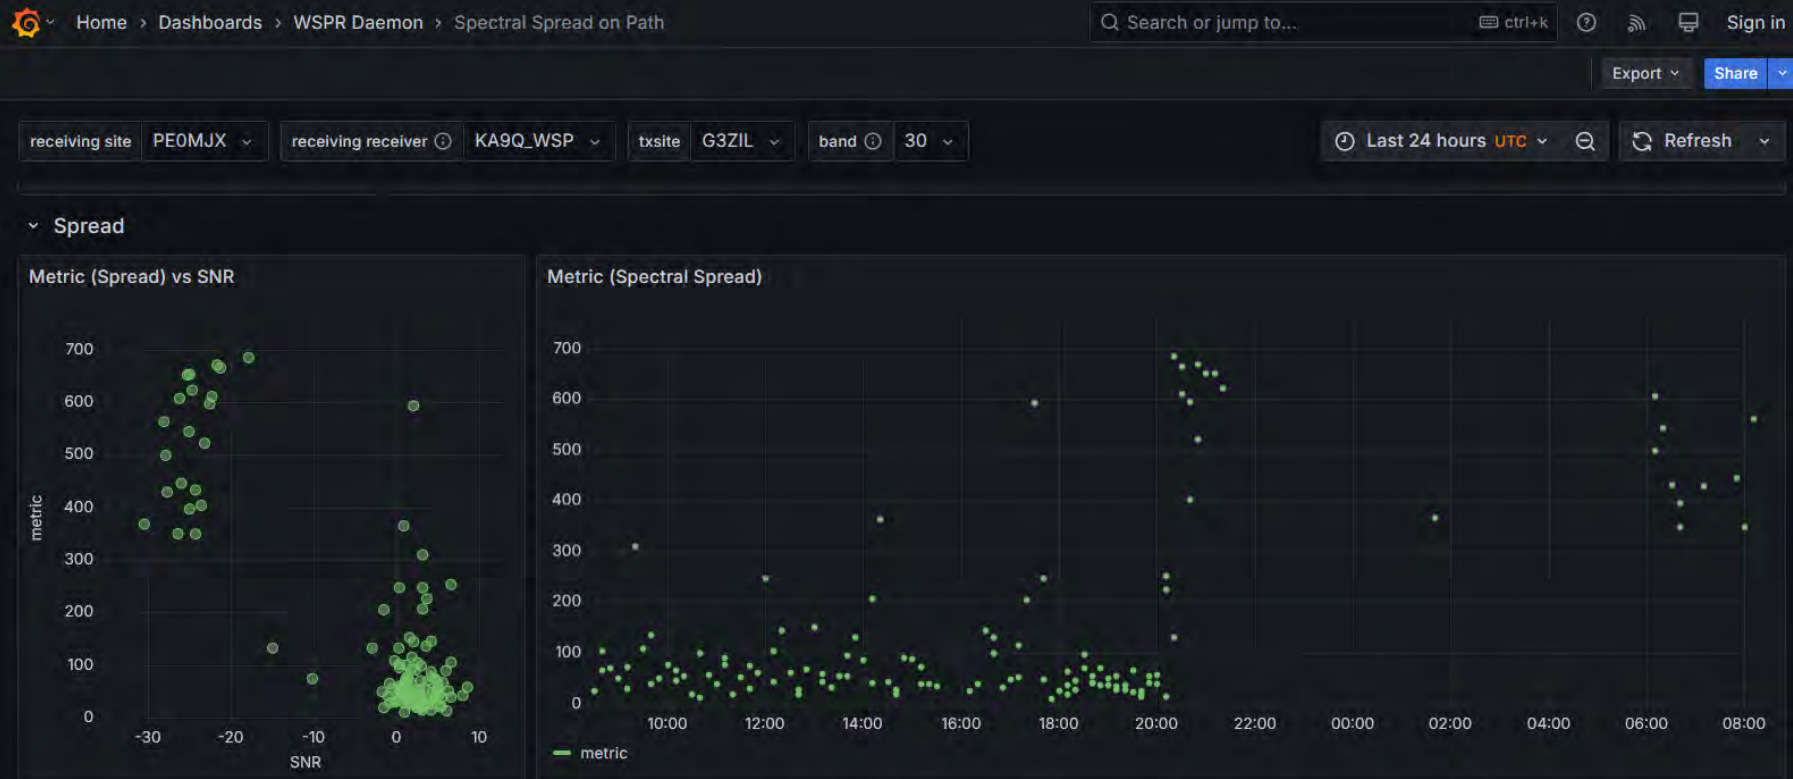 Home › Dashboards › WSPR Daemon › Spectral Spread on Path
Search or jump to...
ctrl+k
Sign in
Export
Share
receiving site PE0MJX
receiving receiver KA9Q_WSP
txsite G3ZIL
band 30
Last 24 hours UTC
Refresh
Spread
Metric (Spread) vs SNR
700
600
500
400
300
200
100
0
metric
-30 -20 -10 0 10
SNR
Metric (Spectral Spread)
700
600
500
400
300
200
100
0
10:00 12:00 14:00 16:00 18:00 20:00 22:00 00:00 02:00 04:00 06:00 08:00
metric